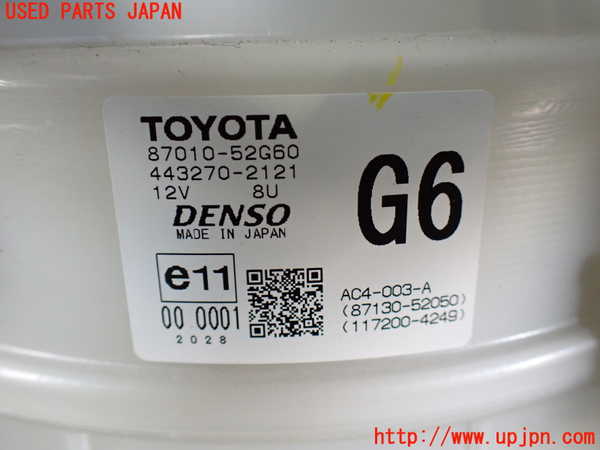 USED PARTS JAPAN
TOYOTA
87010-52G60
443270-2121
12V 8U
DENSO
MADE IN JAPAN
G6
e11
00 0001
2028
AC4-003-A
(87130-52050)
(117200-4249)
http://www.upjpn.com/